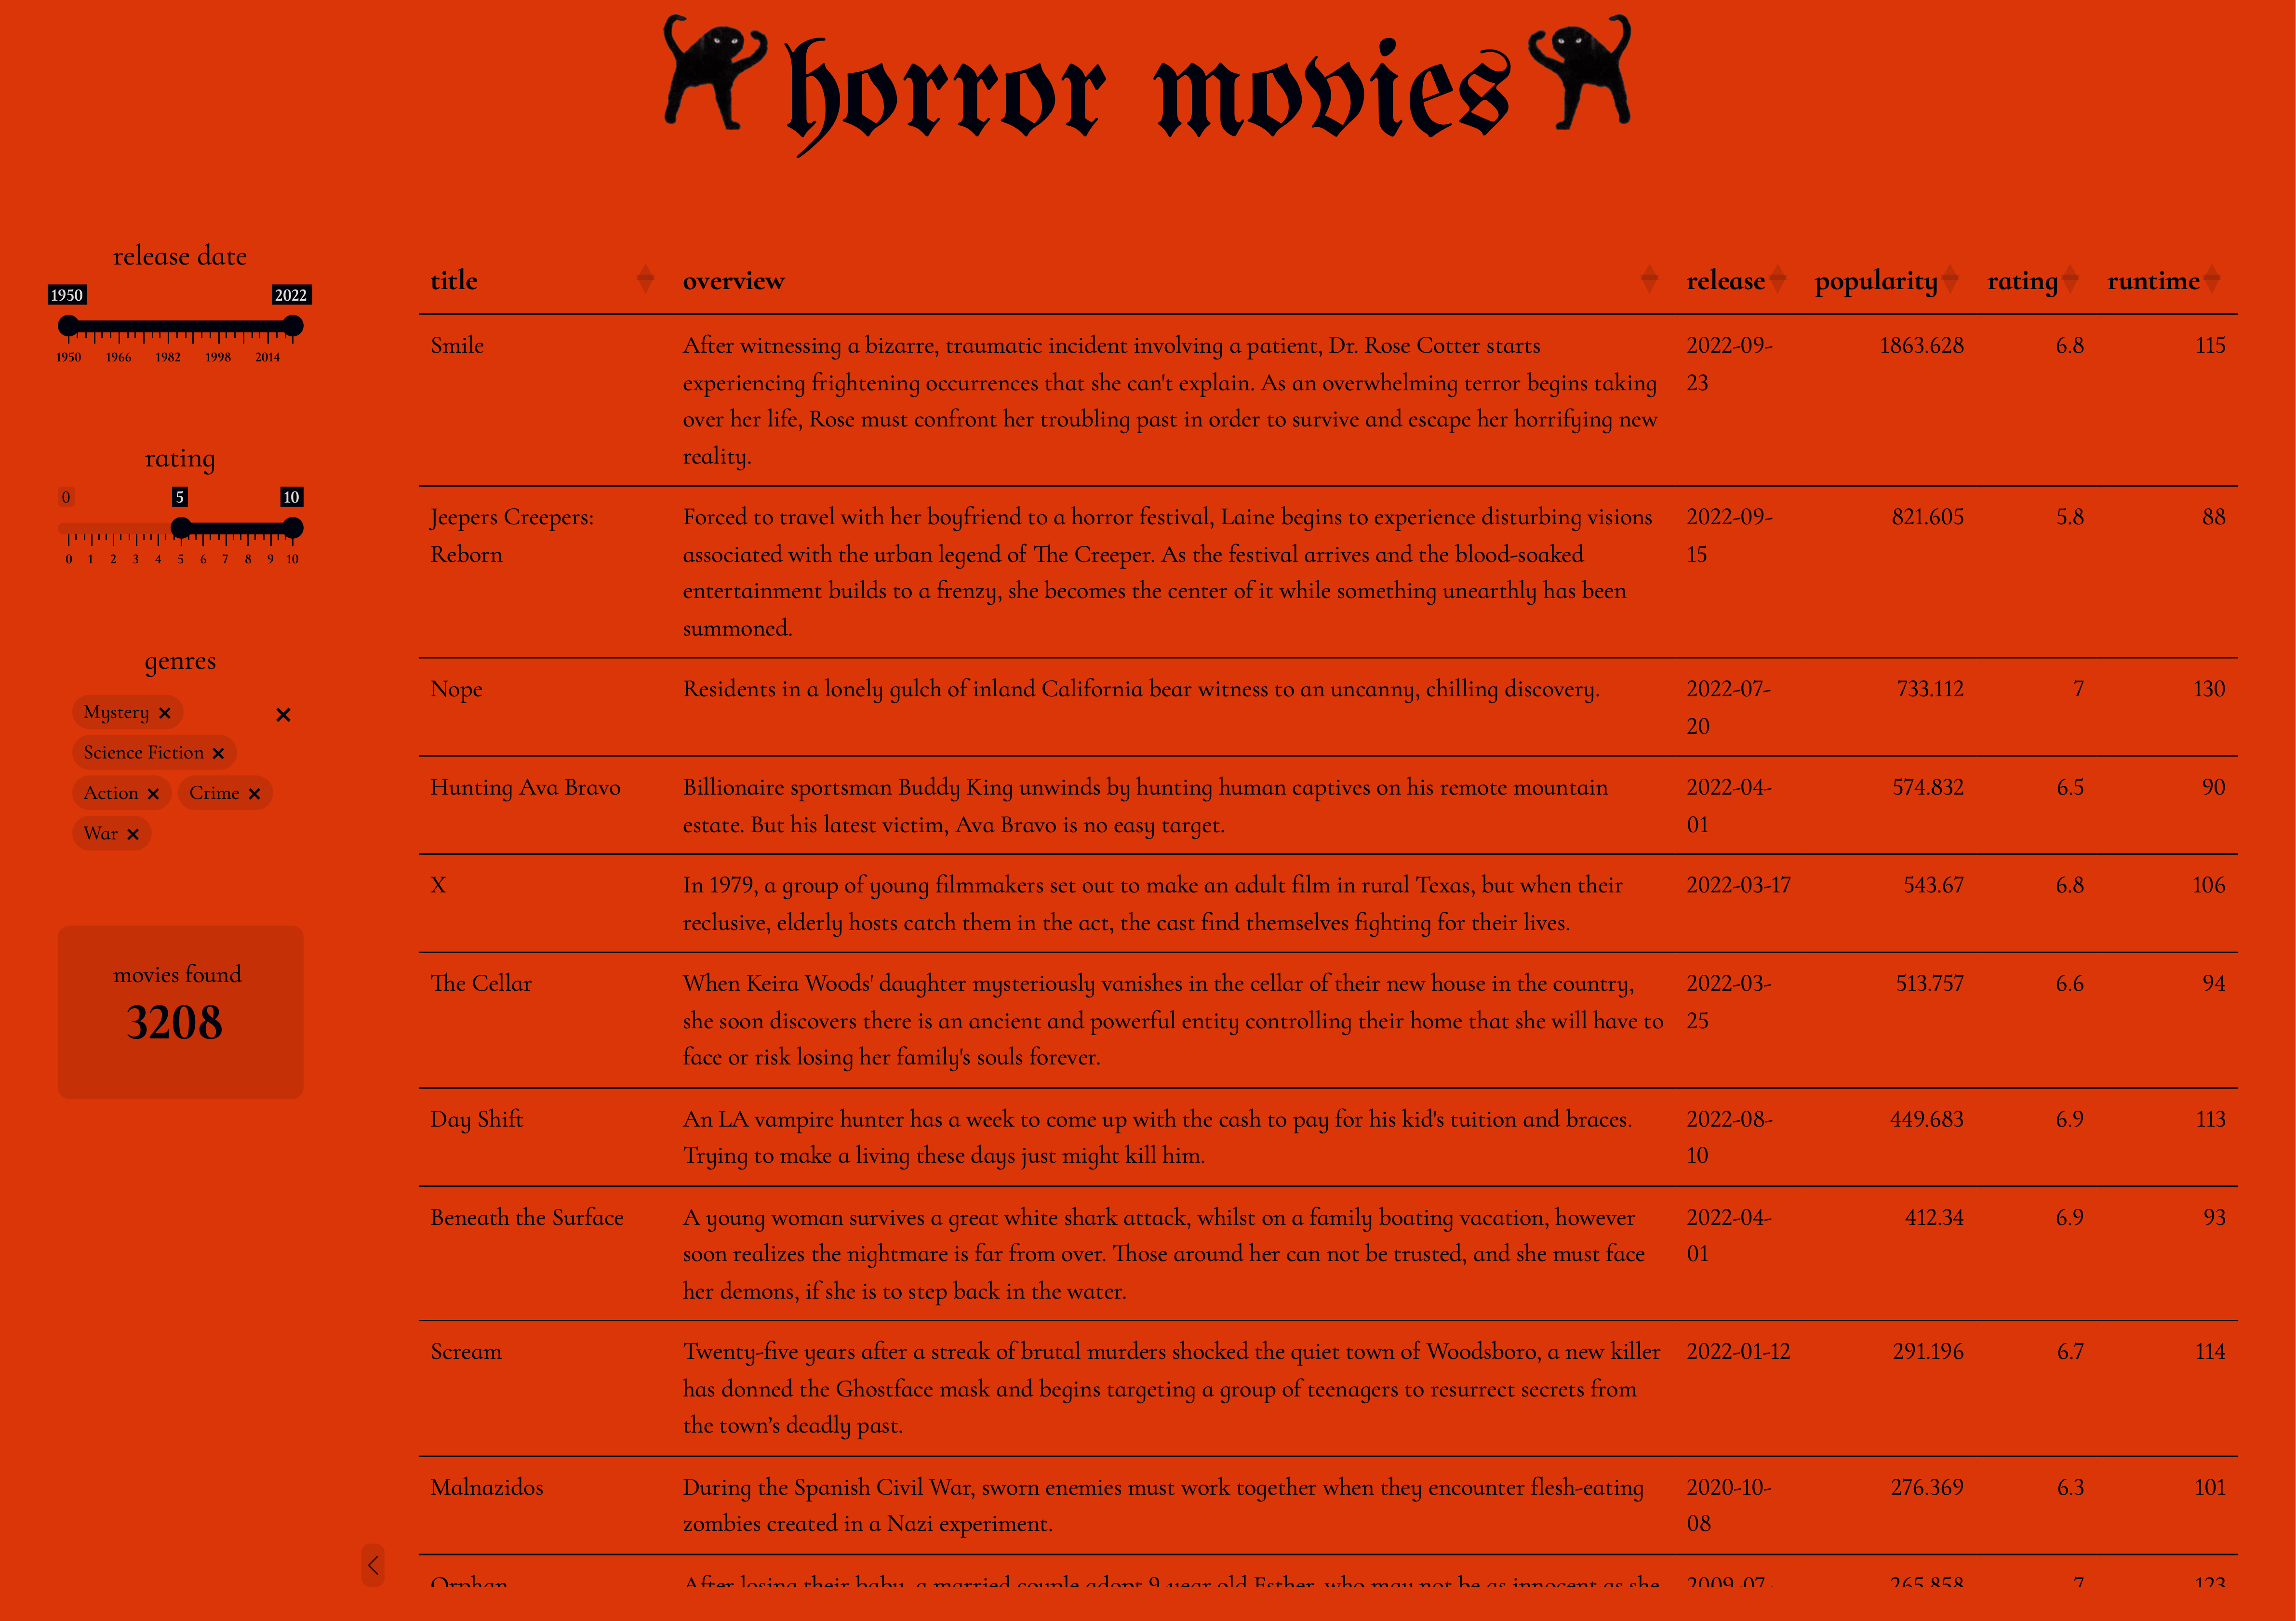 horror movies
release date
1950 2022
1950 1966 1982 1998 2014
rating
0 5 10
0 1 2 3 4 5 6 7 8 9 10
genres
Mystery ×
×
Science Fiction ×
Action × Crime ×
War ×
movies found
3208
title overview release popularity rating runtime
Smile After witnessing a bizarre, traumatic incident involving a patient, Dr. Rose Cotter starts 2022-09- 1863.628 6.8 115
experiencing frightening occurrences that she can't explain. As an overwhelming terror begins taking 23
over her life, Rose must confront her troubling past in order to survive and escape her horrifying new
reality.
Jeepers Creepers: Forced to travel with her boyfriend to a horror festival, Laine begins to experience disturbing visions 2022-09- 821.605 5.8 88
Reborn associated with the urban legend of The Creeper. As the festival arrives and the blood-soaked 15
entertainment builds to a frenzy, she becomes the center of it while something unearthly has been
summoned.
Nope Residents in a lonely gulch of inland California bear witness to an uncanny, chilling discovery. 2022-07- 733.112 7 130
20
Hunting Ava Bravo Billionaire sportsman Buddy King unwinds by hunting human captives on his remote mountain 2022-04- 574.832 6.5 90
estate. But his latest victim, Ava Bravo is no easy target. 01
X In 1979, a group of young filmmakers set out to make an adult film in rural Texas, but when their 2022-03-17 543.67 6.8 106
reclusive, elderly hosts catch them in the act, the cast find themselves fighting for their lives.
The Cellar When Keira Woods' daughter mysteriously vanishes in the cellar of their new house in the country, 2022-03- 513.757 6.6 94
she soon discovers there is an ancient and powerful entity controlling their home that she will have to 25
face or risk losing her family's souls forever.
Day Shift An LA vampire hunter has a week to come up with the cash to pay for his kid's tuition and braces. 2022-08- 449.683 6.9 113
Trying to make a living these days just might kill him. 10
Beneath the Surface A young woman survives a great white shark attack, whilst on a family boating vacation, however 2022-04- 412.34 6.9 93
soon realizes the nightmare is far from over. Those around her can not be trusted, and she must face 01
her demons, if she is to step back in the water.
Scream Twenty-five years after a streak of brutal murders shocked the quiet town of Woodsboro, a new killer 2022-01-12 291.196 6.7 114
has donned the Ghostface mask and begins targeting a group of teenagers to resurrect secrets from
the town’s deadly past.
Malnazidos During the Spanish Civil War, sworn enemies must work together when they encounter flesh-eating 2020-10- 276.369 6.3 101
zombies created in a Nazi experiment. 08
Orphan After losing their baby, a married couple adopt 9-year old Esther, who may not be as innocent as she 2009-07- 265.858 7 123